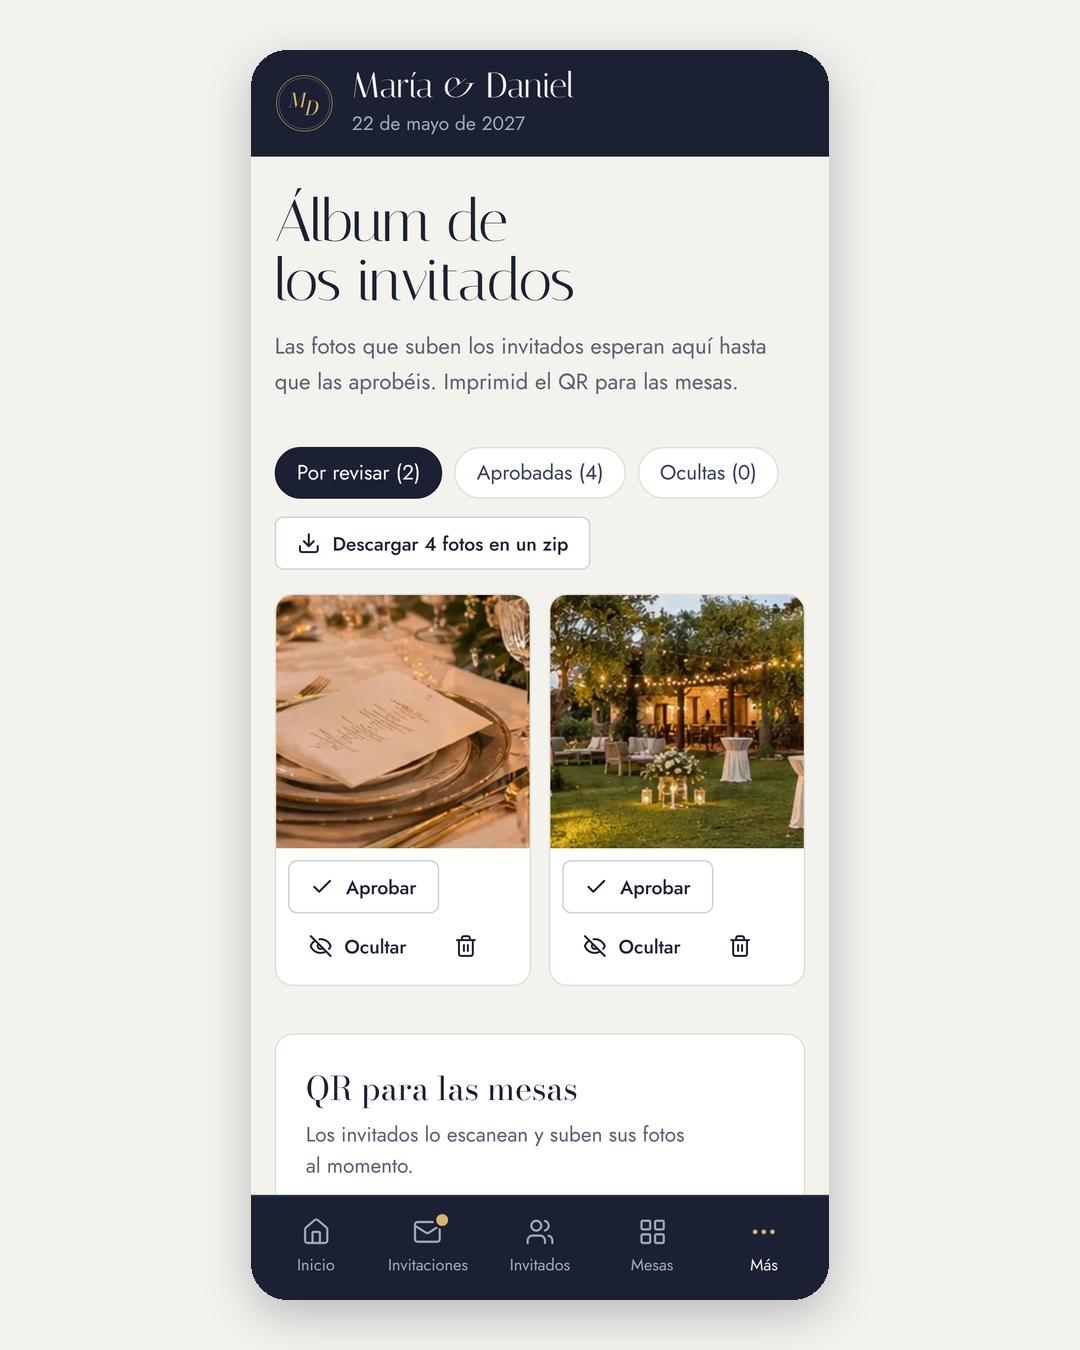 MD
María & Daniel
22 de mayo de 2027
Álbum de
los invitados
Las fotos que suben los invitados esperan aquí hasta
que las aprobéis. Imprimid el QR para las mesas.
Por revisar (2)
Aprobadas (4)
Ocultas (0)
Descargar 4 fotos en un zip
Aprobar
Aprobar
Ocultar
Ocultar
QR para las mesas
Los invitados lo escanean y suben sus fotos
al momento.
Inicio
Invitaciones
Invitados
Mesas
Más